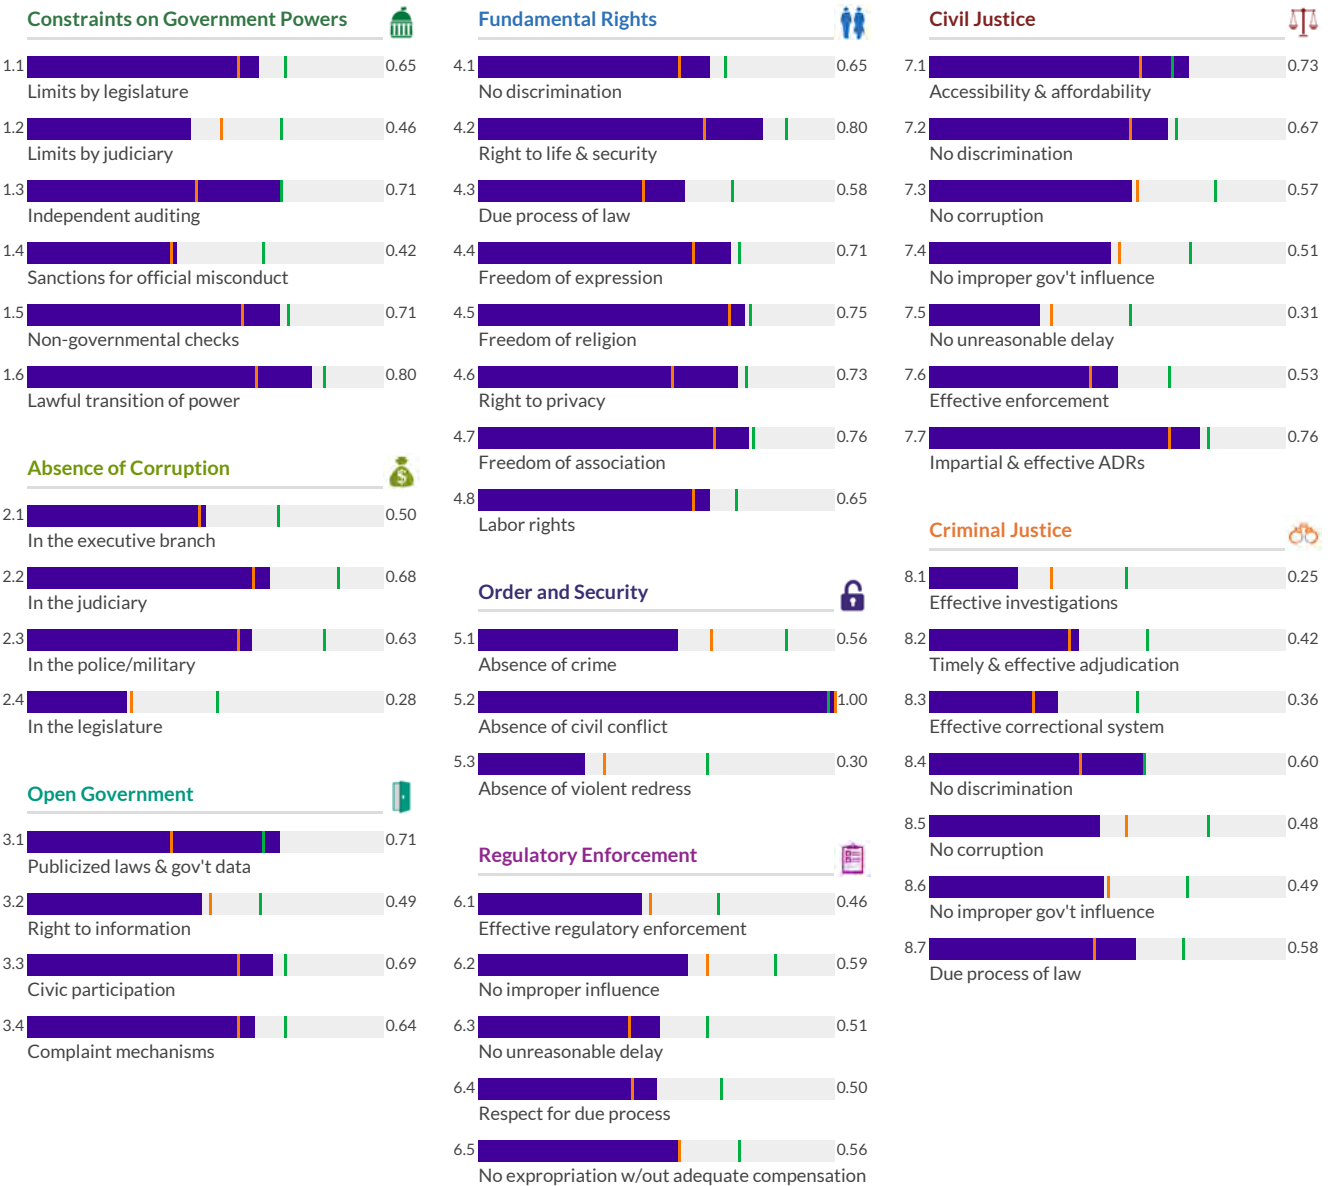 Constraints on Government Powers
1.1 0.65
Limits by legislature
1.2 0.46
Limits by judiciary
1.3 0.71
Independent auditing
1.4 0.42
Sanctions for official misconduct
1.5 0.71
Non-governmental checks
1.6 0.80
Lawful transition of power
Absence of Corruption
$
2.1 0.50
In the executive branch
2.2 0.68
In the judiciary
2.3 0.63
In the police/military
2.4 0.28
In the legislature
Open Government
3.1 0.71
Publicized laws & gov't data
3.2 0.49
Right to information
3.3 0.69
Civic participation
3.4 0.64
Complaint mechanisms
Fundamental Rights
4.1 0.65
No discrimination
4.2 0.80
Right to life & security
4.3 0.58
Due process of law
4.4 0.71
Freedom of expression
4.5 0.75
Freedom of religion
4.6 0.73
Right to privacy
4.7 0.76
Freedom of association
4.8 0.65
Labor rights
Order and Security
5.1 0.56
Absence of crime
5.2 1.00
Absence of civil conflict
5.3 0.30
Absence of violent redress
Regulatory Enforcement
6.1 0.46
Effective regulatory enforcement
6.2 0.59
No improper influence
6.3 0.51
No unreasonable delay
6.4 0.50
Respect for due process
6.5 0.56
No expropriation w/out adequate compensation
Civil Justice
7.1 0.73
Accessibility & affordability
7.2 0.67
No discrimination
7.3 0.57
No corruption
7.4 0.51
No improper gov't influence
7.5 0.31
No unreasonable delay
7.6 0.53
Effective enforcement
7.7 0.76
Impartial & effective ADRs
Criminal Justice
8.1 0.25
Effective investigations
8.2 0.42
Timely & effective adjudication
8.3 0.36
Effective correctional system
8.4 0.60
No discrimination
8.5 0.48
No corruption
8.6 0.49
No improper gov't influence
8.7 0.58
Due process of law